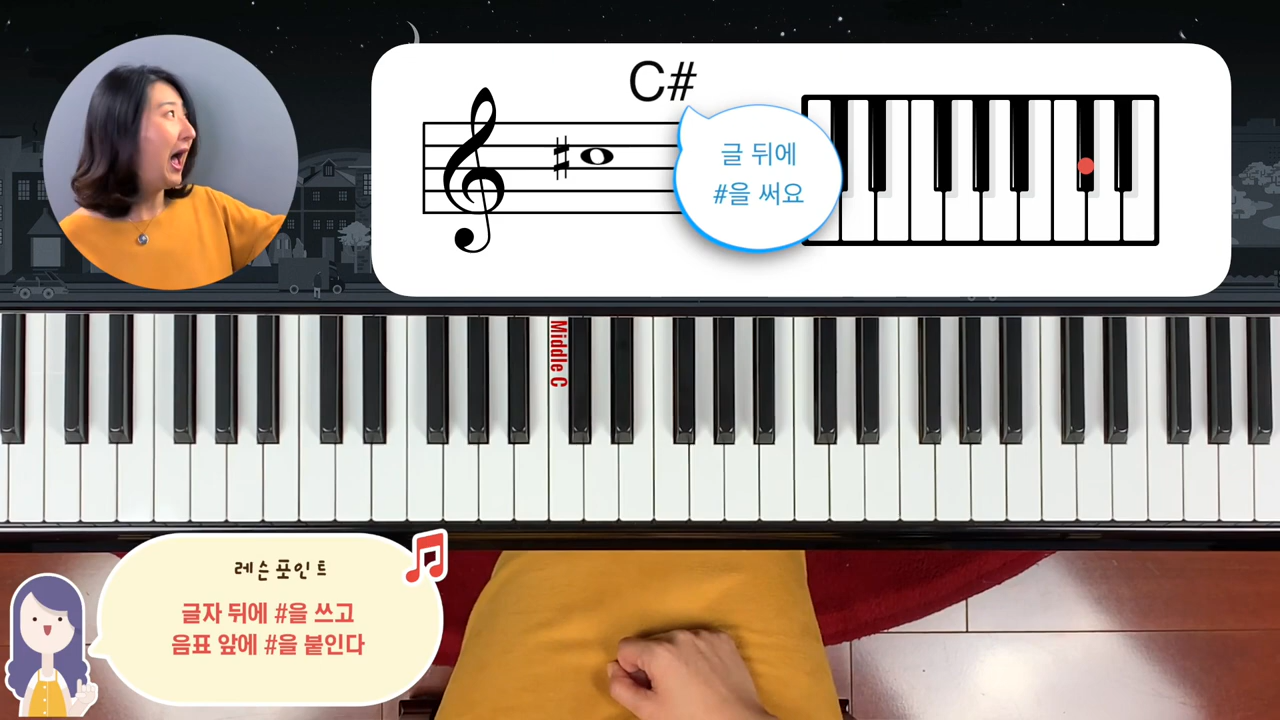 C#
글 뒤에
#을 써요
Middle C
레슨 포인트
글자 뒤에 #을 쓰고
음표 앞에 #을 붙인다